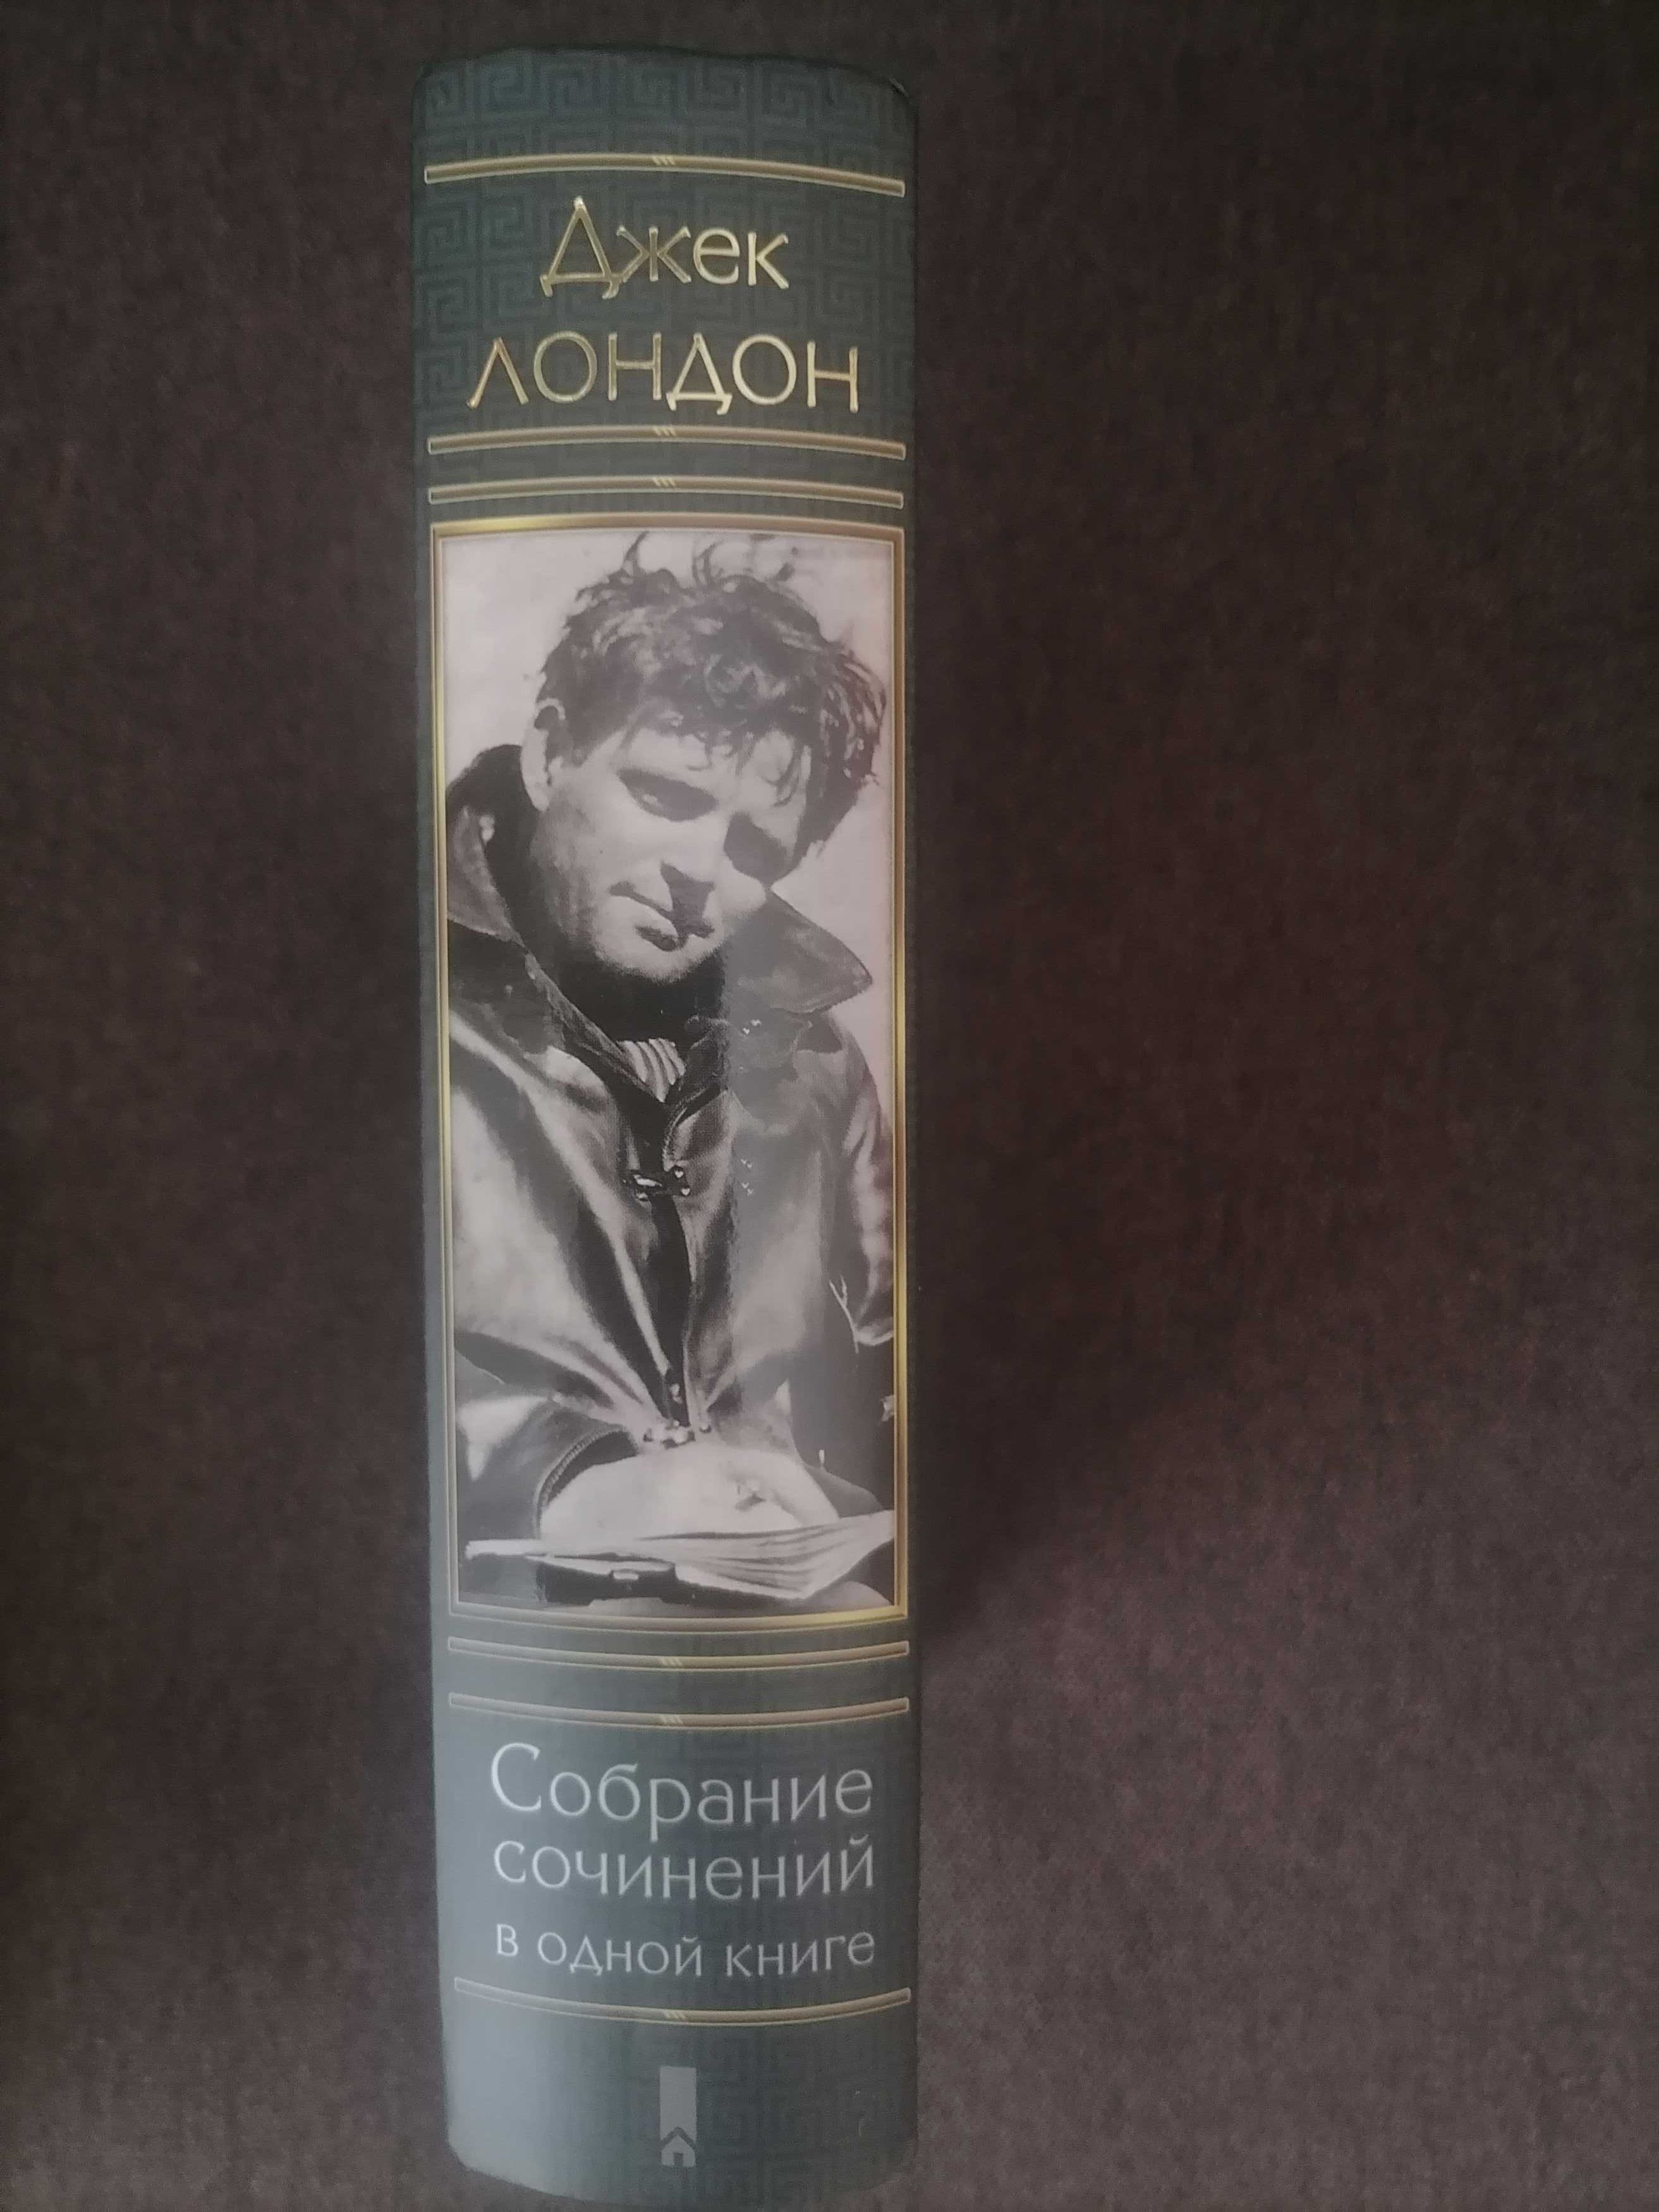 Джек
ЛОНДОН
Собрание
сочинений
в одной книге